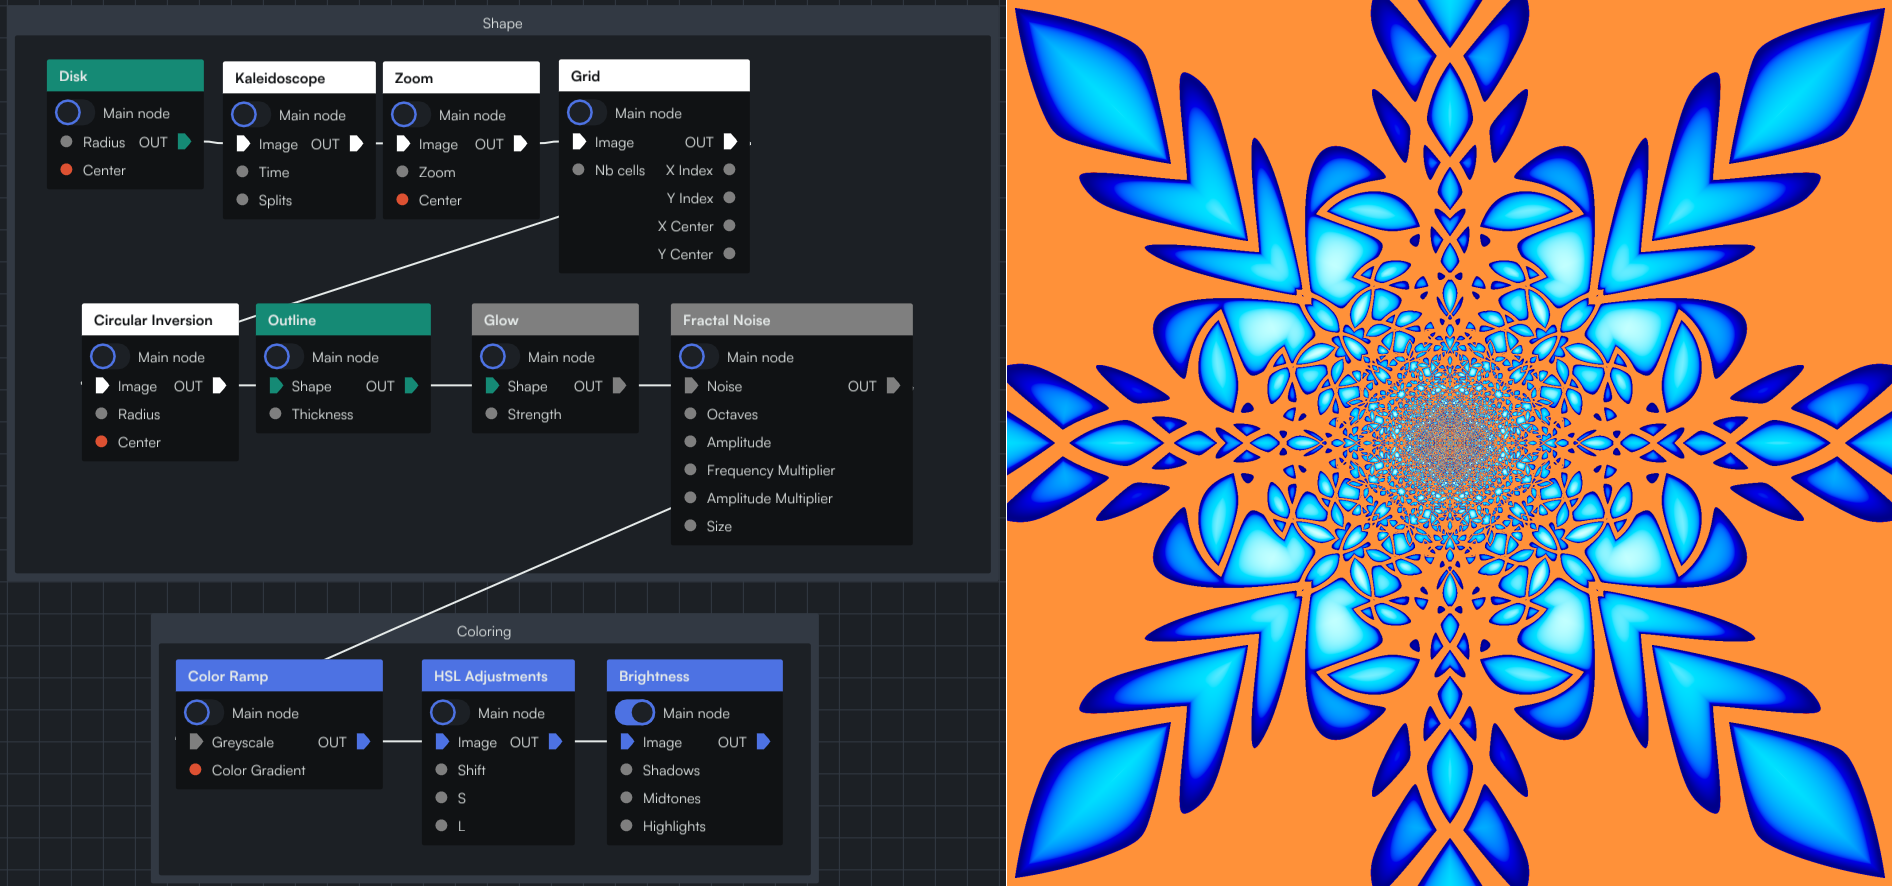 Shape
Disk
Main node
Radius OUT
Center
Kaleidoscope
Main node
Image OUT
Time
Splits
Zoom
Main node
Image OUT
Zoom
Center
Grid
Main node
Image OUT
Nb cells X Index
Y Index
X Center
Y Center
Circular Inversion
Main node
Image OUT
Radius
Center
Outline
Main node
Shape OUT
Thickness
Glow
Main node
Shape OUT
Strength
Fractal Noise
Main node
Noise OUT
Octaves
Amplitude
Frequency Multiplier
Amplitude Multiplier
Size
Coloring
Color Ramp
Main node
Greyscale OUT
Color Gradient
HSL Adjustments
Main node
Image OUT
Shift
S
L
Brightness
Main node
Image OUT
Shadows
Midtones
Highlights